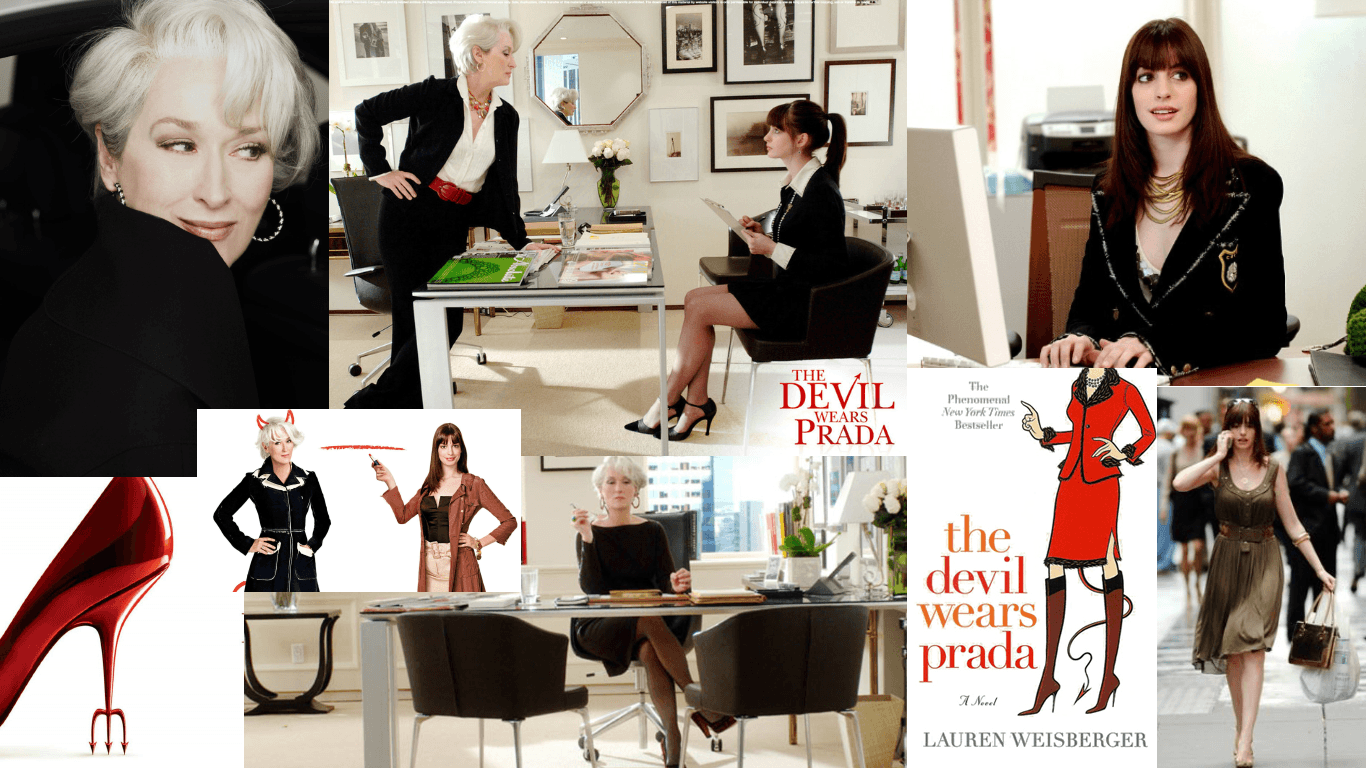 THE
DEVIL
WEARS
PRADA
The
Phenomenal
New York Times
Bestseller
the
devil
wears
prada
A Novel
LAUREN WEISBERGER